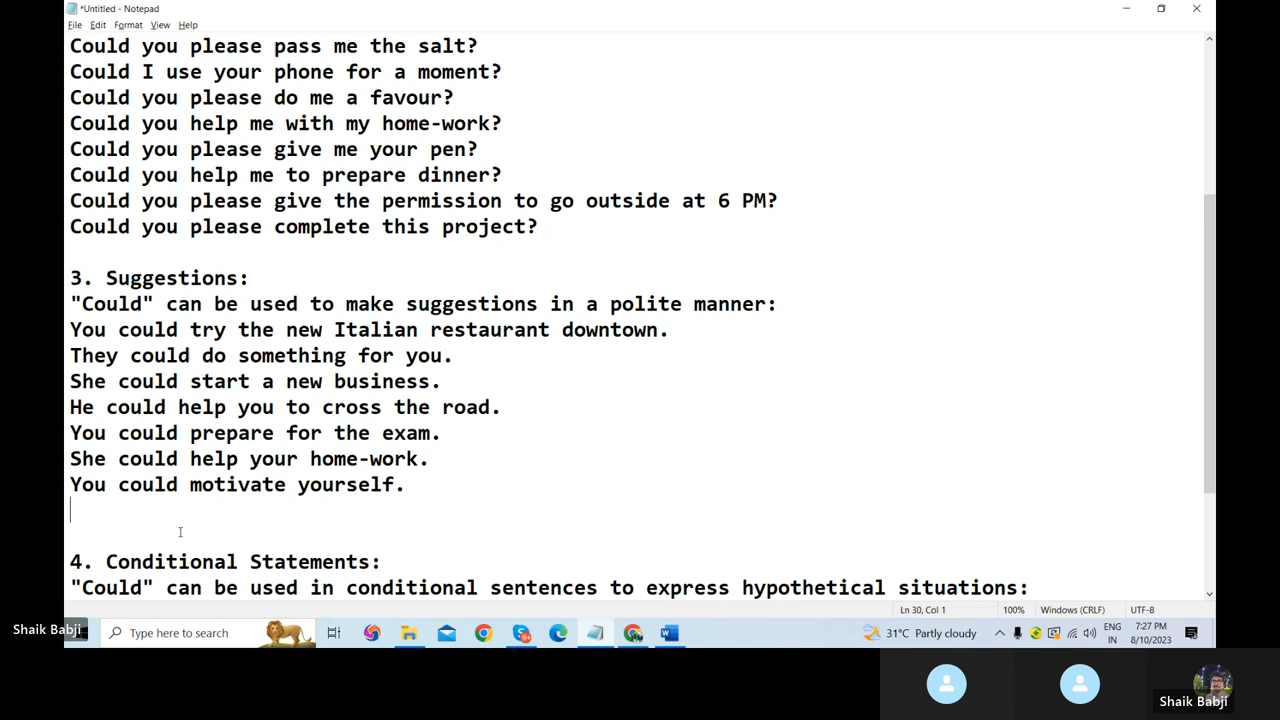 *Untitled - Notepad
File Edit Format View Help
Could you please pass me the salt?
Could I use your phone for a moment?
Could you please do me a favour?
Could you help me with my home-work?
Could you please give me your pen?
Could you help me to prepare dinner?
Could you please give the permission to go outside at 6 PM?
Could you please complete this project?
3. Suggestions:
"Could" can be used to make suggestions in a polite manner:
You could try the new Italian restaurant downtown.
They could do something for you.
She could start a new business.
He could help you to cross the road.
You could prepare for the exam.
She could help your home-work.
You could motivate yourself.
4. Conditional Statements:
"Could" can be used in conditional sentences to express hypothetical situations:
Ln 30, Col 1 100% Windows (CRLF) UTF-8
Shaik Babji
Type here to search
31°C Partly cloudy
ENG
IN
7:27 PM
8/10/2023
Shaik Babji